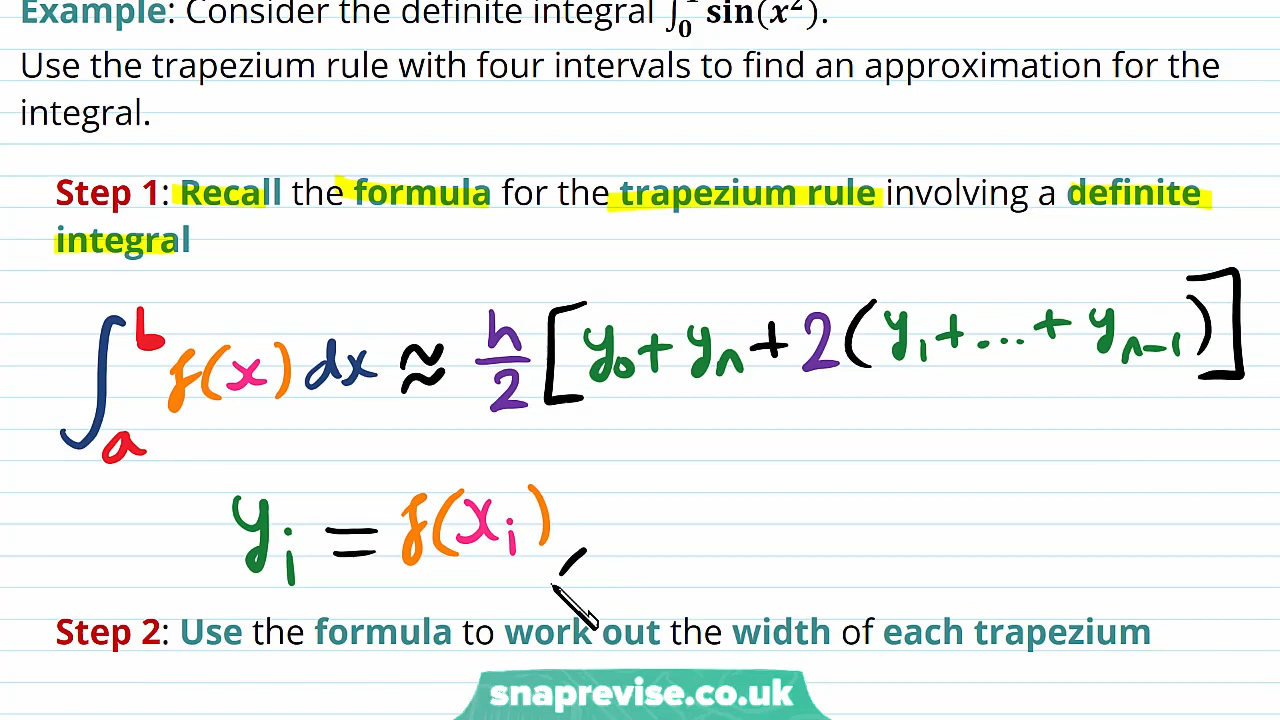 Example: Consider the definite integral ∫₀¹ sin(x²).
Use the trapezium rule with four intervals to find an approximation for the
integral.
Step 1: Recall the formula for the trapezium rule involving a definite
integral
∫ₐᵇ f(x) dx ≈ h/2 [y₀ + yₙ + 2(y₁ + ... + yₙ₋₁)]
yᵢ = f(xᵢ)
Step 2: Use the formula to work out the width of each trapezium
snaprevise.co.uk